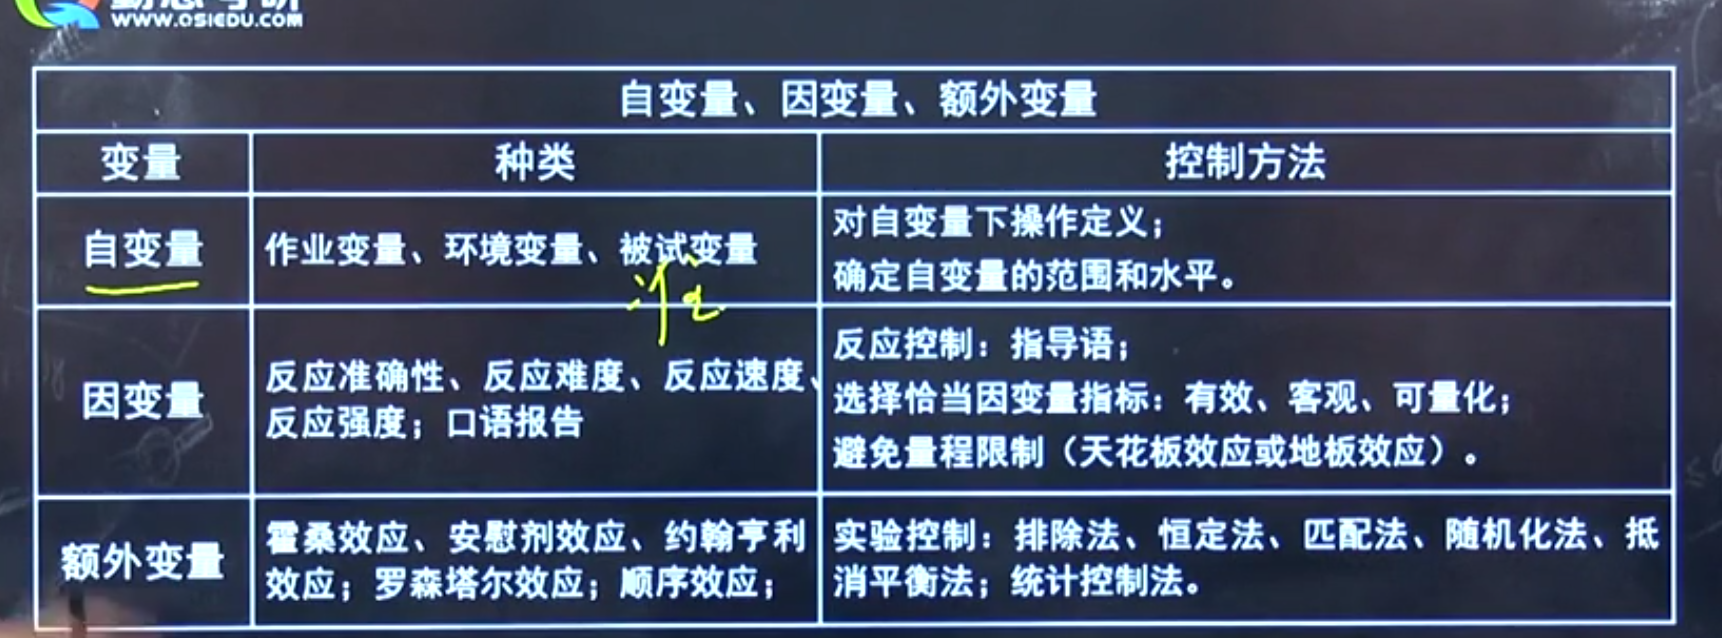 WWW.OSIEDU.COM
自变量、因变量、额外变量
变量
种类
控制方法
自变量
作业变量、环境变量、被试变量
对自变量下操作定义；
确定自变量的范围和水平。
因变量
反应准确性、反应难度、反应速度、
反应强度；口语报告
反应控制：指导语；
选择恰当因变量指标：有效、客观、可量化；
避免量程限制（天花板效应或地板效应）。
额外变量
霍桑效应、安慰剂效应、约翰亨利
效应；罗森塔尔效应；顺序效应；
实验控制：排除法、恒定法、匹配法、随机化法、抵
消平衡法；统计控制法。